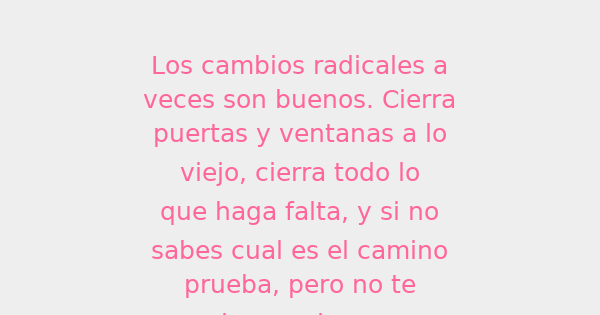 Los cambios radicales a
veces son buenos. Cierra
puertas y ventanas a lo
viejo, cierra todo lo
que haga falta, y si no
sabes cual es el camino
prueba, pero no te